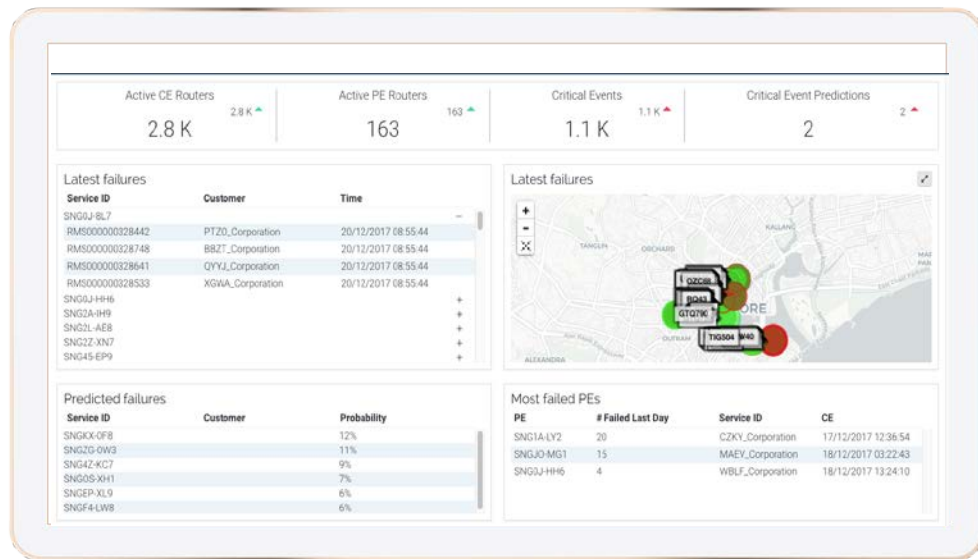 Active CE Routers
2.8 K
2.8 K
Active PE Routers
163
163
Critical Events
1.1 K
1.1 K
Critical Event Predictions
2
2
Latest failures
Service ID Customer Time
SNG0J-8L7 −
RMS000000328442 PTZ0_Corporation 20/12/2017 08:55:44
RMS000000328748 BBZT_Corporation 20/12/2017 08:55:44
RMS000000328641 QYYJ_Corporation 20/12/2017 08:55:44
RMS000000328533 XGWA_Corporation 20/12/2017 08:55:44
SNG0J-HH6 +
SNG2A-IH9 +
SNG2L-AE8 +
SNG2Z-XN7 +
SNG45-EP9 +
Latest failures
+
-
KALLANG
TANGLIN
ORCHARD
GTQ790
ORE
OUTRAM
TIG504
ALEXANDRA
Predicted failures
Service ID Customer Probability
SNGKX-0F8 12%
SNGZG-0W3 11%
SNG4Z-KC7 9%
SNG0S-XH1 7%
SNGEP-XL9 6%
SNGF4-LW8 6%
Most failed PEs
PE # Failed Last Day Service ID CE
SNG1A-LY2 20 CZKY_Corporation 17/12/2017 12:36:54
SNGJO-MG1 15 MAEV_Corporation 18/12/2017 03:22:43
SNG0J-HH6 4 WBLF_Corporation 18/12/2017 13:24:10